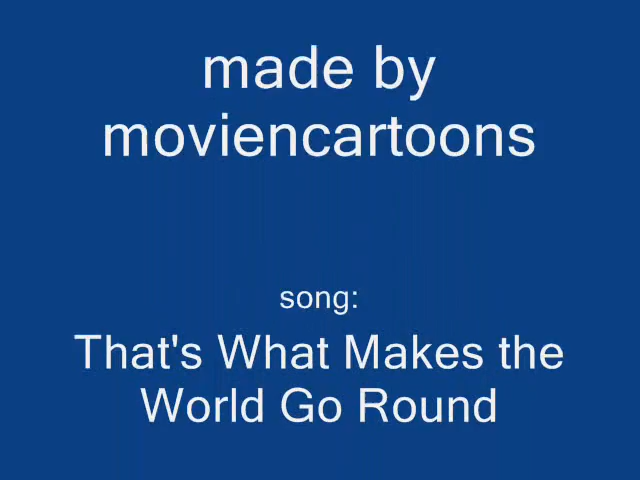 made by
moviencartoons
song:
That's What Makes the
World Go Round